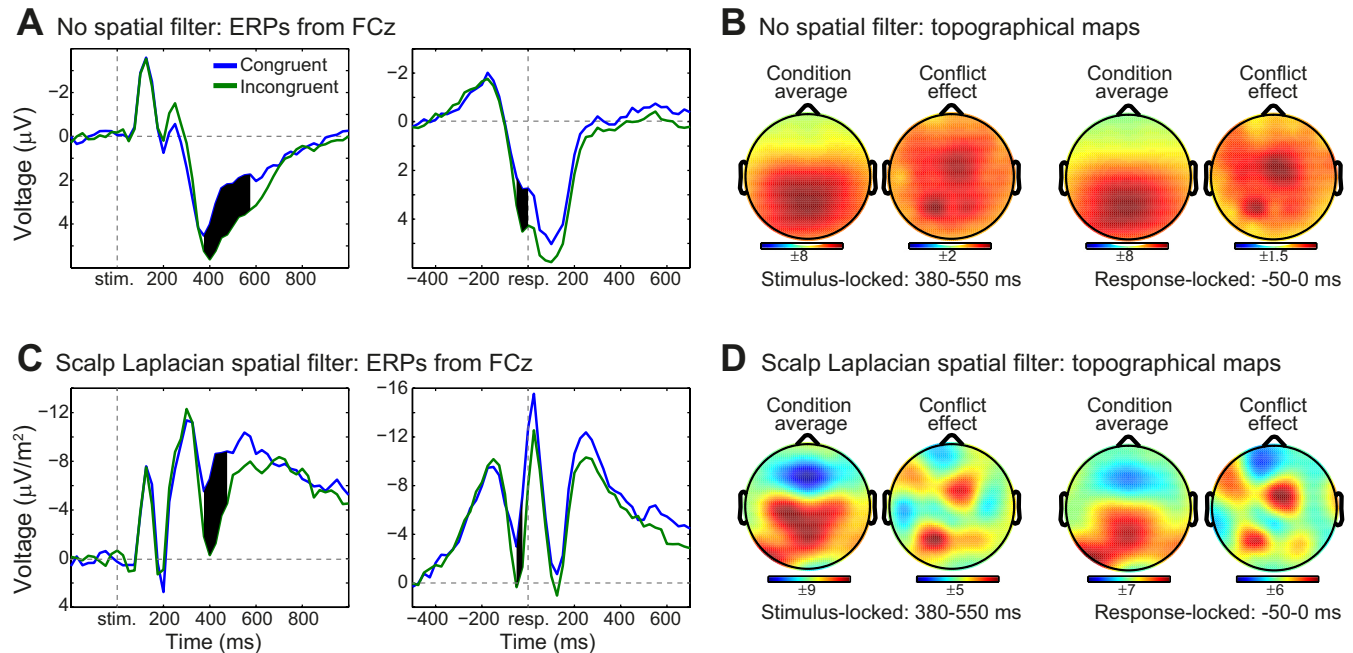 A No spatial filter: ERPs from FCz
Congruent
Incongruent
Voltage (μV)
−2
0
2
4
stim. 200 400 600 800
−2
0
2
4
−400 −200 resp. 200 400 600
B No spatial filter: topographical maps
Condition average
Conflict effect
Condition average
Conflict effect
±8
±2
±8
±1.5
Stimulus-locked: 380-550 ms
Response-locked: -50-0 ms
C Scalp Laplacian spatial filter: ERPs from FCz
Voltage (μV/m²)
−12
−8
−4
0
4
stim. 200 400 600 800
Time (ms)
−16
−12
−8
−4
0
−400 −200 resp. 200 400 600
Time (ms)
D Scalp Laplacian spatial filter: topographical maps
Condition average
Conflict effect
Condition average
Conflict effect
±9
±5
±7
±6
Stimulus-locked: 380-550 ms
Response-locked: -50-0 ms